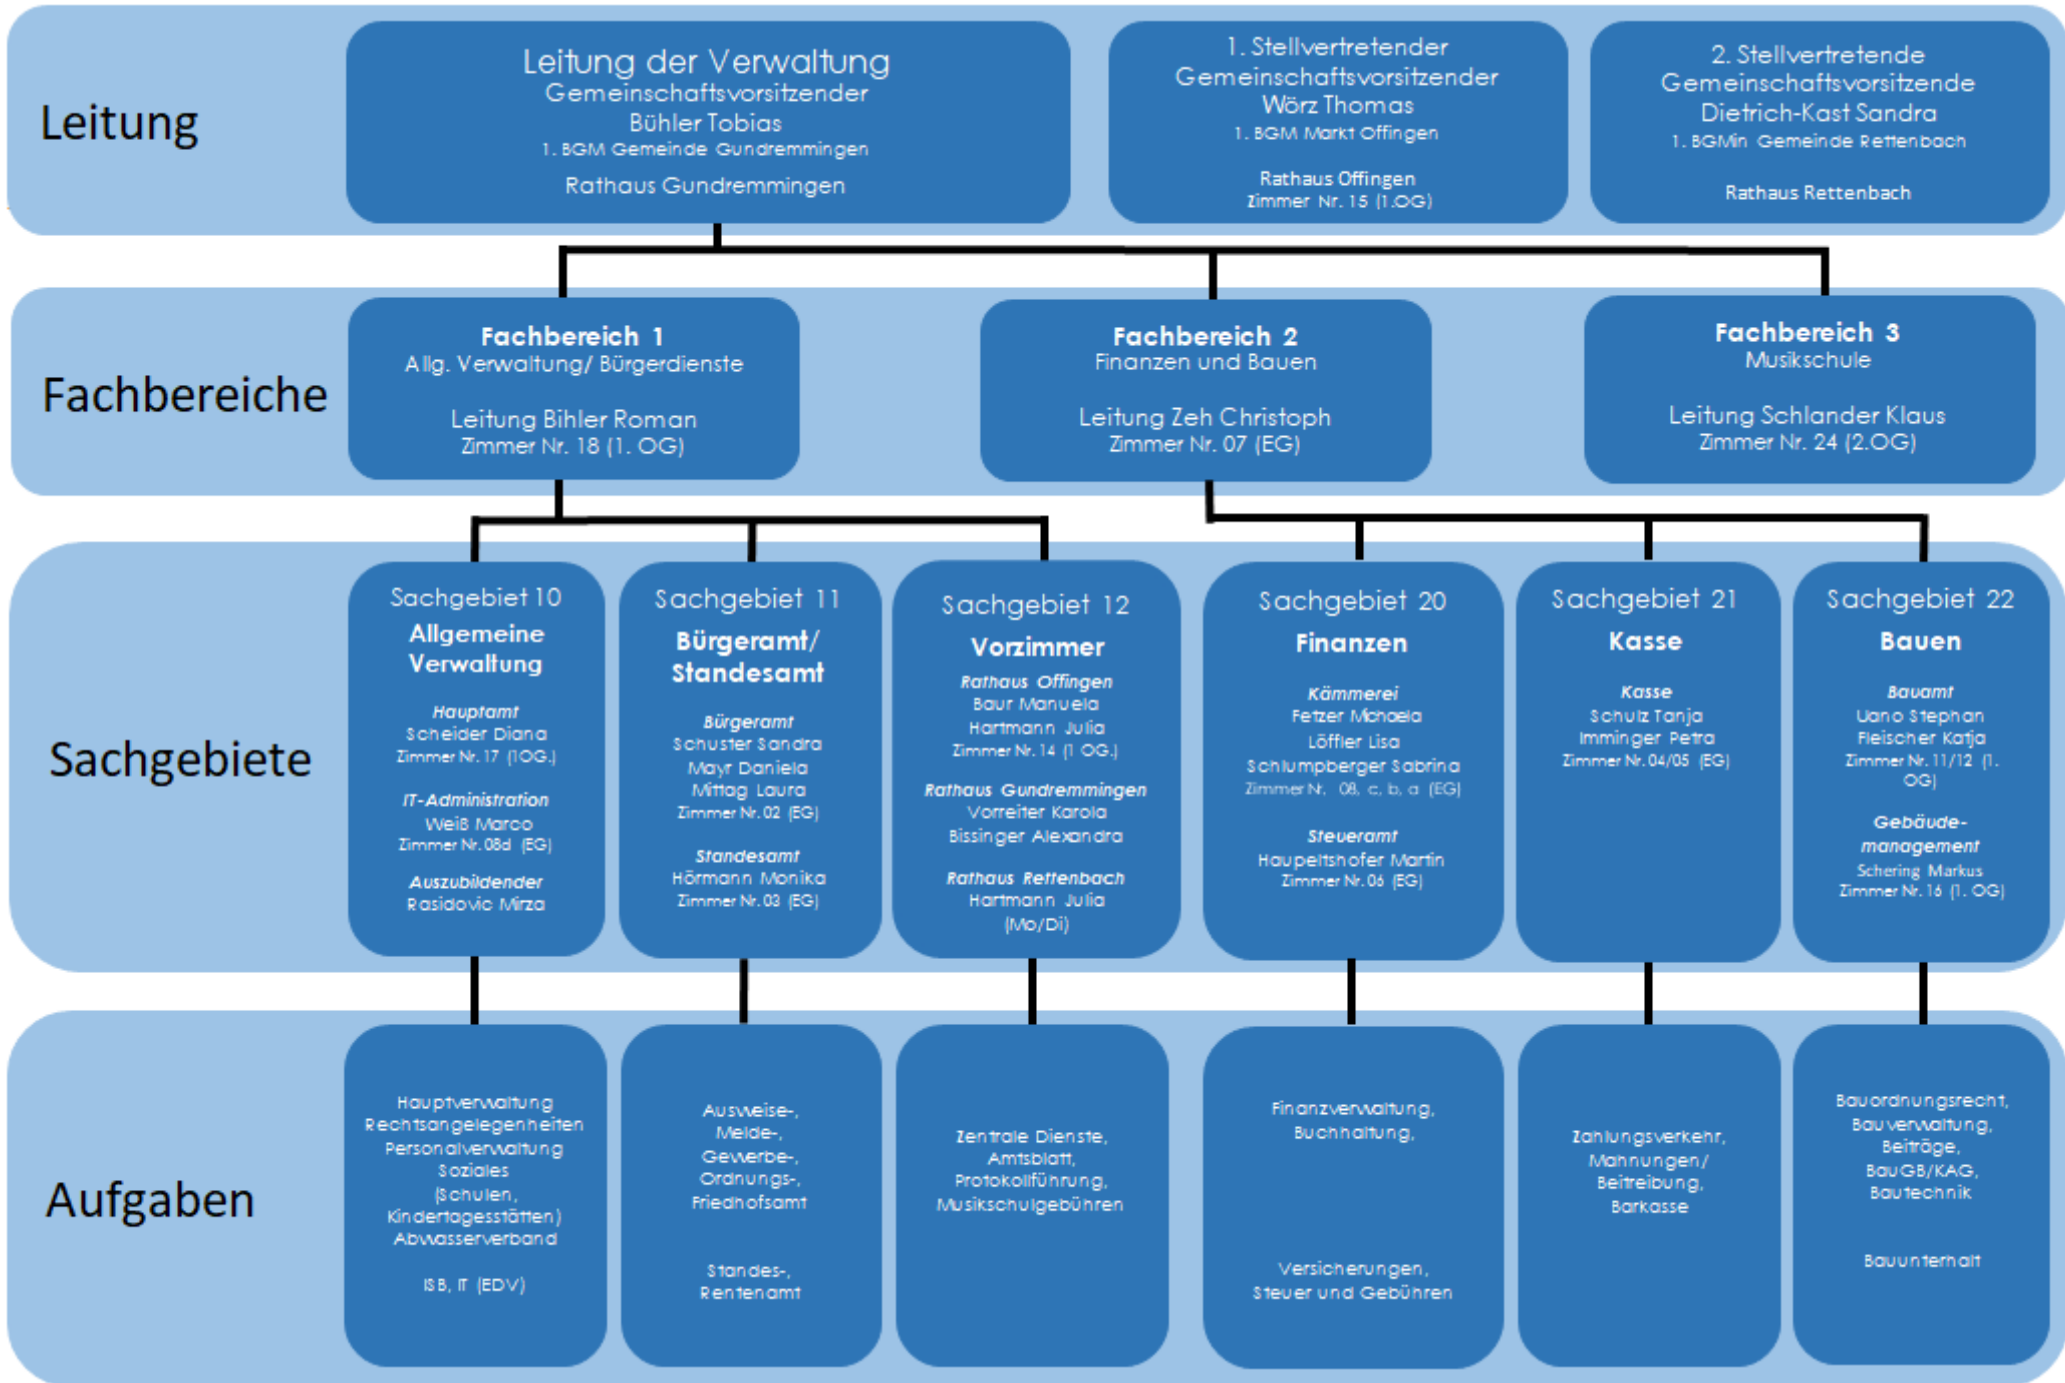 Leitung
Leitung der Verwaltung
Gemeinschaftsvorsitzender
Bühler Tobias
1. BGM Gemeinde Gundremmingen
Rathaus Gundremmingen
1. Stellvertretender
Gemeinschaftsvorsitzender
Wörz Thomas
1. BGM Markt Offingen
Rathaus Offingen
Zimmer Nr. 15 (1.OG)
2. Stellvertretende
Gemeinschaftsvorsitzende
Dietrich-Kast Sandra
1. BGMin Gemeinde Rettenbach
Rathaus Rettenbach
Fachbereiche
Fachbereich 1
Allg. Verwaltung/ Bürgerdienste
Leitung Bihler Roman
Zimmer Nr. 18 (1. OG)
Fachbereich 2
Finanzen und Bauen
Leitung Zeh Christoph
Zimmer Nr. 07 (EG)
Fachbereich 3
Musikschule
Leitung Schlander Klaus
Zimmer Nr. 24 (2.OG)
Sachgebiete
Sachgebiet 10
Allgemeine
Verwaltung
Hauptamt
Scheider Diana
Zimmer Nr. 17 (1OG.)
IT-Administration
Weiß Marco
Zimmer Nr. 08d (EG)
Auszubildender
Rasidovic Mirza
Sachgebiet 11
Bürgeramt/
Standesamt
Bürgeramt
Schuster Sandra
Mayr Daniela
Mittag Laura
Zimmer Nr. 02 (EG)
Standesamt
Hörmann Monika
Zimmer Nr. 03 (EG)
Sachgebiet 12
Vorzimmer
Rathaus Offingen
Baur Manuela
Hartmann Julia
Zimmer Nr. 14 (1 OG.)
Rathaus Gundremmingen
Vorreiter Karola
Bissinger Alexandra
Rathaus Rettenbach
Hartmann Julia
(Mo/Di)
Sachgebiet 20
Finanzen
Kämmerei
Fetzer Michaela
Löffler Lisa
Schlumpberger Sabrina
Zimmer Nr. 08, c, b, a (EG)
Steueramt
Haupeltshofer Martin
Zimmer Nr. 06 (EG)
Sachgebiet 21
Kasse
Kasse
Schulz Tanja
Imminger Petra
Zimmer Nr. 04/05 (EG)
Sachgebiet 22
Bauen
Bauamt
Uano Stephan
Fleischer Katja
Zimmer Nr. 11/12 (1.
OG)
Gebäude-
management
Schering Markus
Zimmer Nr. 16 (1. OG)
Aufgaben
Hauptverwaltung
Rechtsangelegenheiten
Personalverwaltung
Soziales
(Schulen,
Kindertagesstätten)
Abwasserverband
ISB, IT (EDV)
Ausweise-,
Melde-,
Gewerbe-,
Ordnungs-,
Friedhofsamt
Standes-,
Rentenamt
Zentrale Dienste,
Amtsblatt,
Protokollführung,
Musikschulgebühren
Finanzverwaltung,
Buchhaltung,
Versicherungen,
Steuer und Gebühren
Zahlungsverkehr,
Mahnungen/
Beitreibung,
Barkasse
Bauordnungsrecht,
Bauverwaltung,
Beiträge,
BauGB/KAG,
Bautechnik
Bauunterhalt